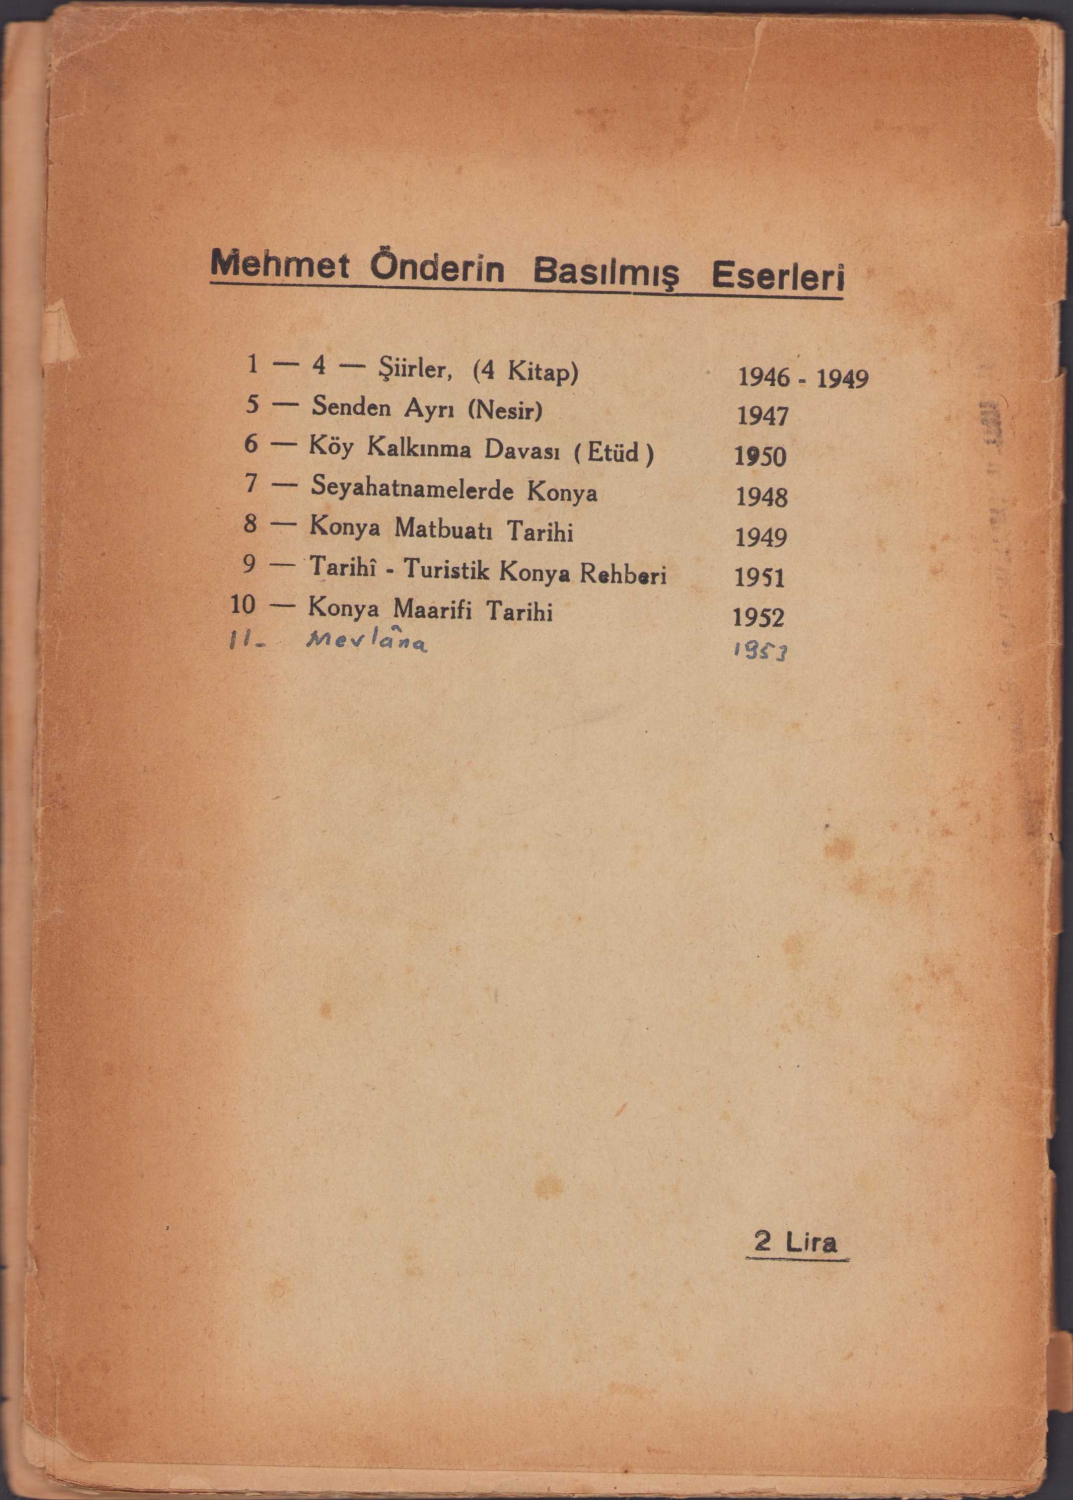 Mehmet Önderin Basılmış Eserleri
1 — 4 — Şiirler, (4 Kitap) 1946 - 1949
5 — Senden Ayrı (Nesir) 1947
6 — Köy Kalkınma Davası (Etüd) 1950
7 — Seyahatnamelerde Konya 1948
8 — Konya Matbuatı Tarihi 1949
9 — Tarihî - Turistik Konya Rehberi 1951
10 — Konya Maarifi Tarihi 1952
11- Mevlâna 1953
2 Lira